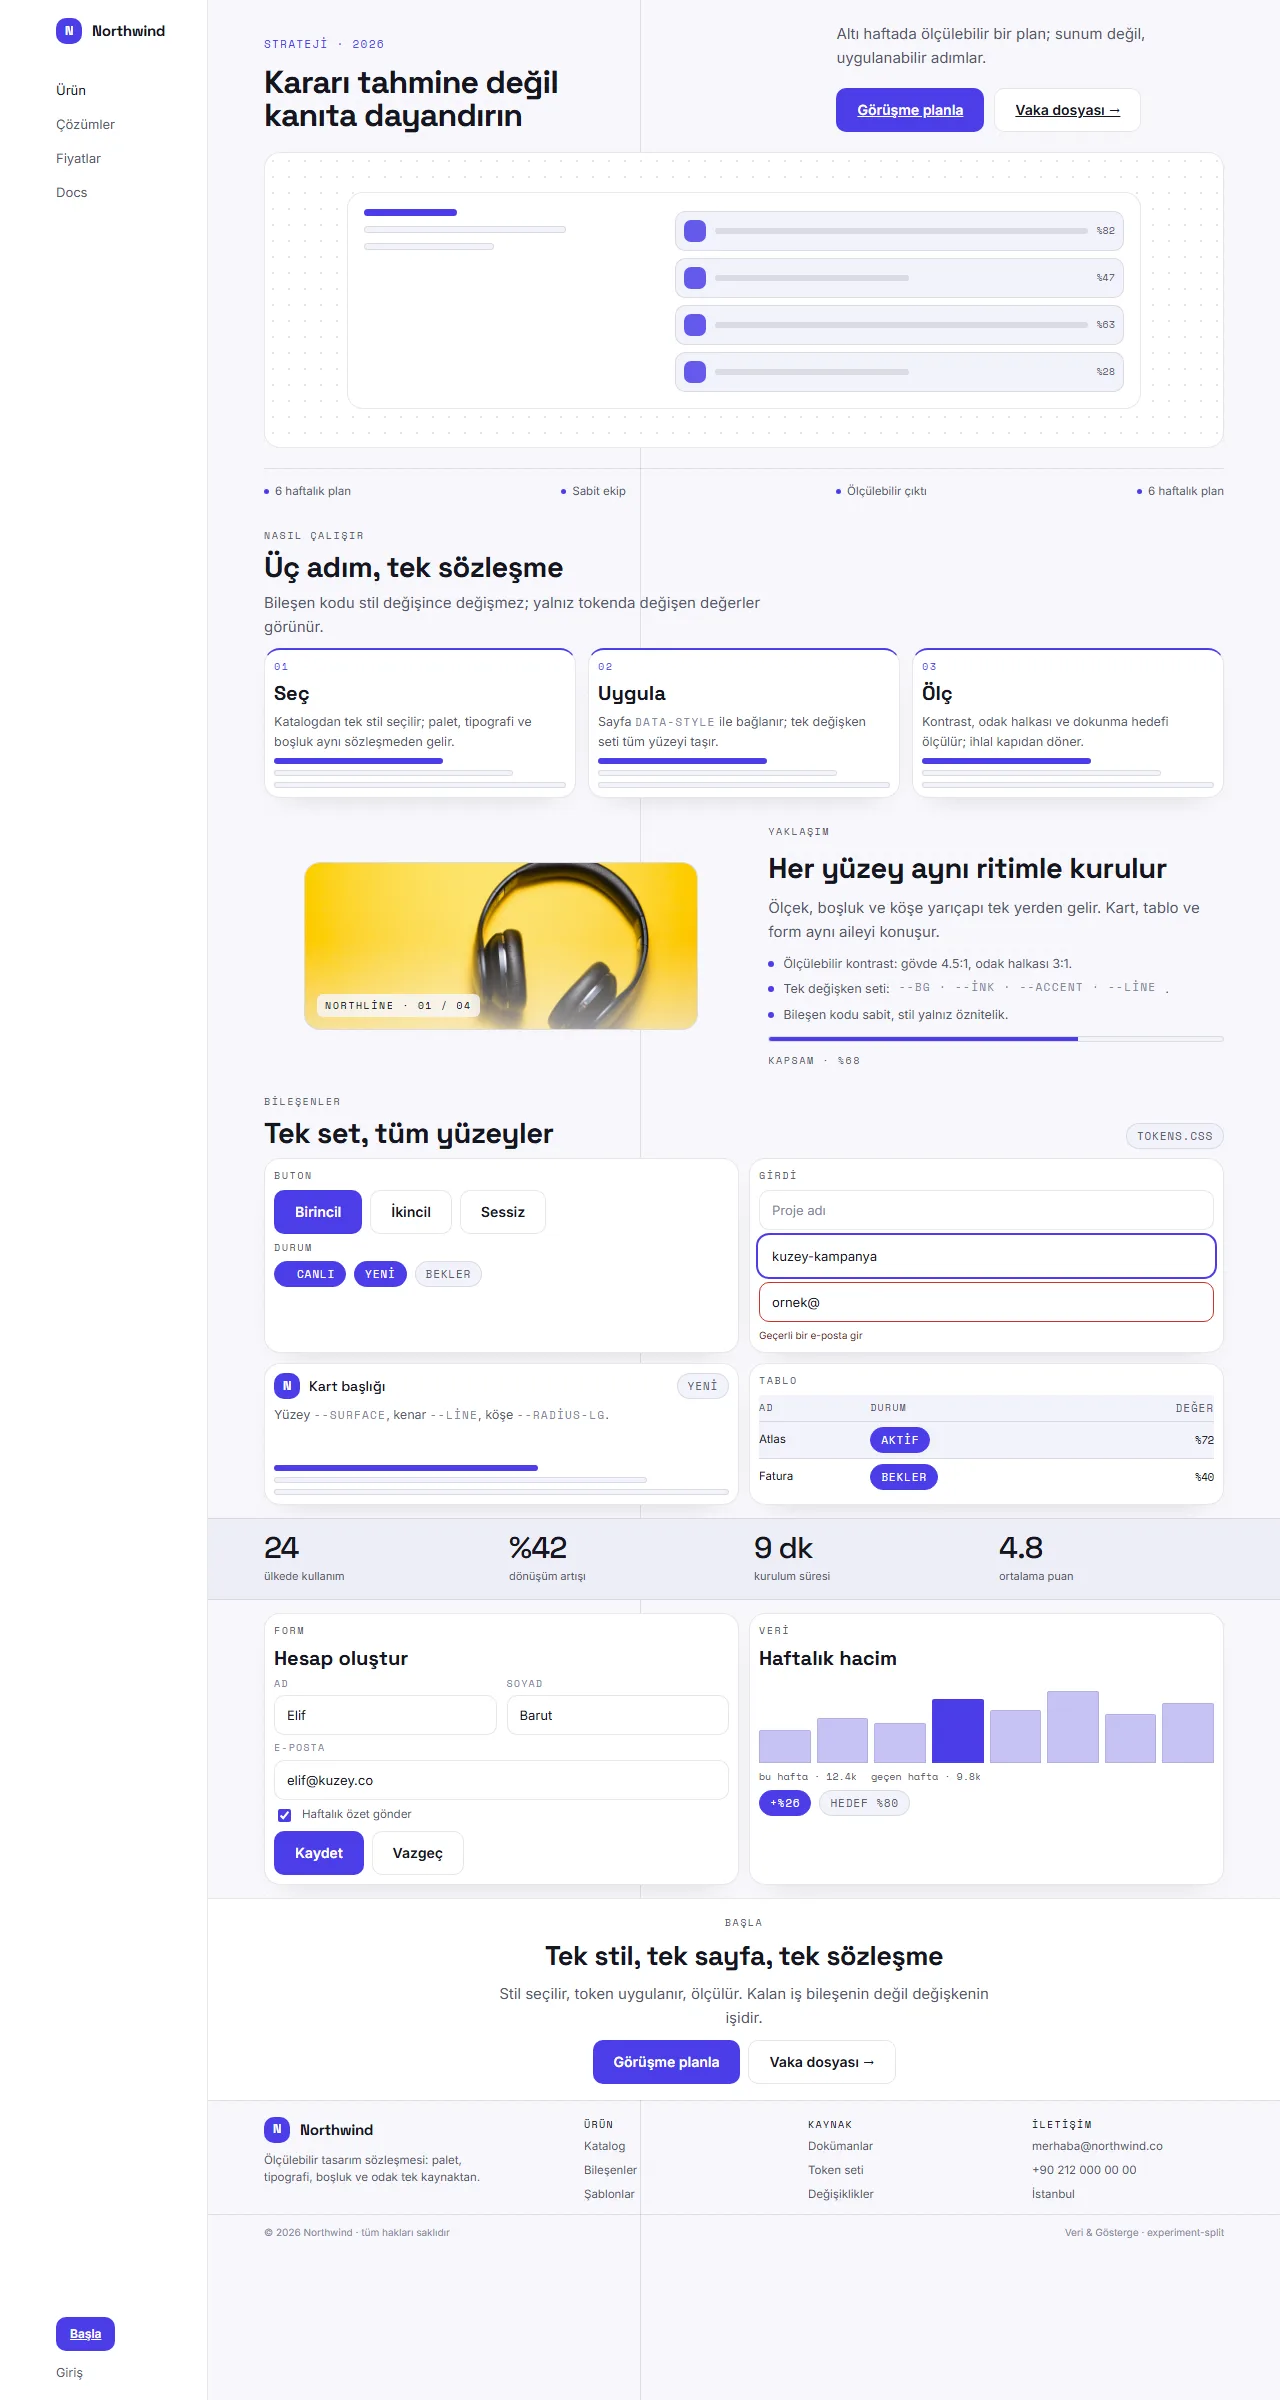 N Northwind
Ürün
Çözümler
Fiyatlar
Docs
STRATEJİ · 2026
Kararı tahmine değil
kanıta dayandırın
Altı haftada ölçülebilir bir plan; sunum değil,
uygulanabilir adımlar.
Görüşme planla
Vaka dosyası →
%82
%47
%63
%28
6 haftalık plan
Sabit ekip
Ölçülebilir çıktı
6 haftalık plan
NASIL ÇALIŞIR
Üç adım, tek sözleşme
Bileşen kodu stil değişince değişmez; yalnız tokenda değişen değerler
görünür.
01
Seç
Katalogdan tek stil seçilir; palet, tipografi ve
boşluk aynı sözleşmeden gelir.
02
Uygula
Sayfa DATA-STYLE ile bağlanır; tek değişken
seti tüm yüzeyi taşır.
03
Ölç
Kontrast, odak halkası ve dokunma hedefi
ölçülür; ihlal kapıdan döner.
NORTHLİNE · 01 / 04
YAKLAŞIM
Her yüzey aynı ritimle kurulur
Ölçek, boşluk ve köşe yarıçapı tek yerden gelir. Kart, tablo ve
form aynı aileyi konuşur.
Ölçülebilir kontrast: gövde 4.5:1, odak halkası 3:1.
Tek değişken seti: --BG · --İNK · --ACCENT · --LİNE .
Bileşen kodu sabit, stil yalnız öznitelik.
KAPSAM · %68
BİLEŞENLER
Tek set, tüm yüzeyler
TOKENS.CSS
BUTON
Birincil
İkincil
Sessiz
DURUM
CANLI
YENİ
BEKLER
GİRDİ
Proje adı
kuzey-kampanya
ornek@
Geçerli bir e-posta gir
N Kart başlığı
YENİ
Yüzey --SURFACE, kenar --LİNE, köşe --RADİUS-LG.
TABLO
AD DURUM DEĞER
Atlas AKTİF %72
Fatura BEKLER %40
24
ülkede kullanım
%42
dönüşüm artışı
9 dk
kurulum süresi
4.8
ortalama puan
FORM
Hesap oluştur
AD
Elif
SOYAD
Barut
E-POSTA
elif@kuzey.co
Haftalık özet gönder
Kaydet
Vazgeç
VERİ
Haftalık hacim
bu hafta · 12.4k geçen hafta · 9.8k
+%26
HEDEF %80
BAŞLA
Tek stil, tek sayfa, tek sözleşme
Stil seçilir, token uygulanır, ölçülür. Kalan iş bileşenin değil değişkenin
işidir.
Görüşme planla
Vaka dosyası →
N Northwind
Ölçülebilir tasarım sözleşmesi: palet,
tipografi, boşluk ve odak tek kaynaktan.
ÜRÜN
Katalog
Bileşenler
Şablonlar
KAYNAK
Dokümanlar
Token seti
Değişiklikler
İLETİŞİM
merhaba@northwind.co
+90 212 000 00 00
İstanbul
© 2026 Northwind · tüm hakları saklıdır
Veri & Gösterge · experiment-split
Başla
Giriş